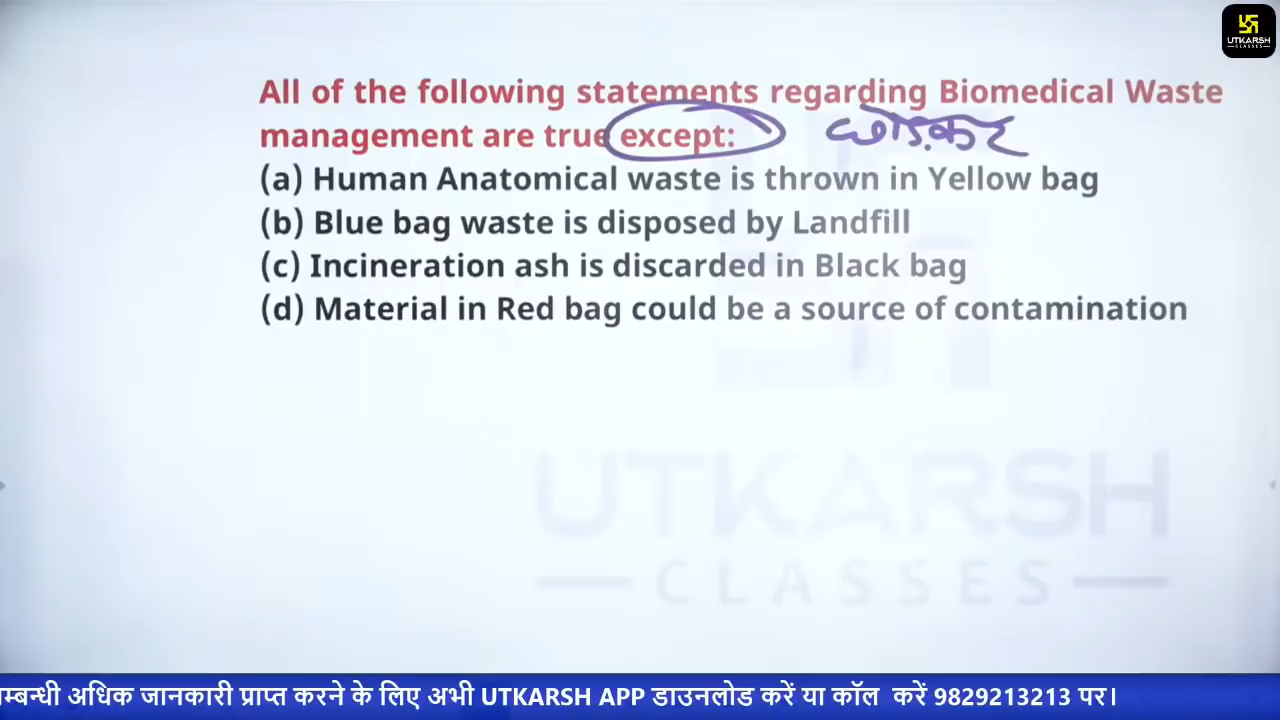 UTKARSH
CLASSES
All of the following statements regarding Biomedical Waste
management are true except: छोड़कर
(a) Human Anatomical waste is thrown in Yellow bag
(b) Blue bag waste is disposed by Landfill
(c) Incineration ash is discarded in Black bag
(d) Material in Red bag could be a source of contamination
UTKARSH
CLASSES
म्बन्धी अधिक जानकारी प्राप्त करने के लिए अभी UTKARSH APP डाउनलोड करें या कॉल करें 9829213213 पर।